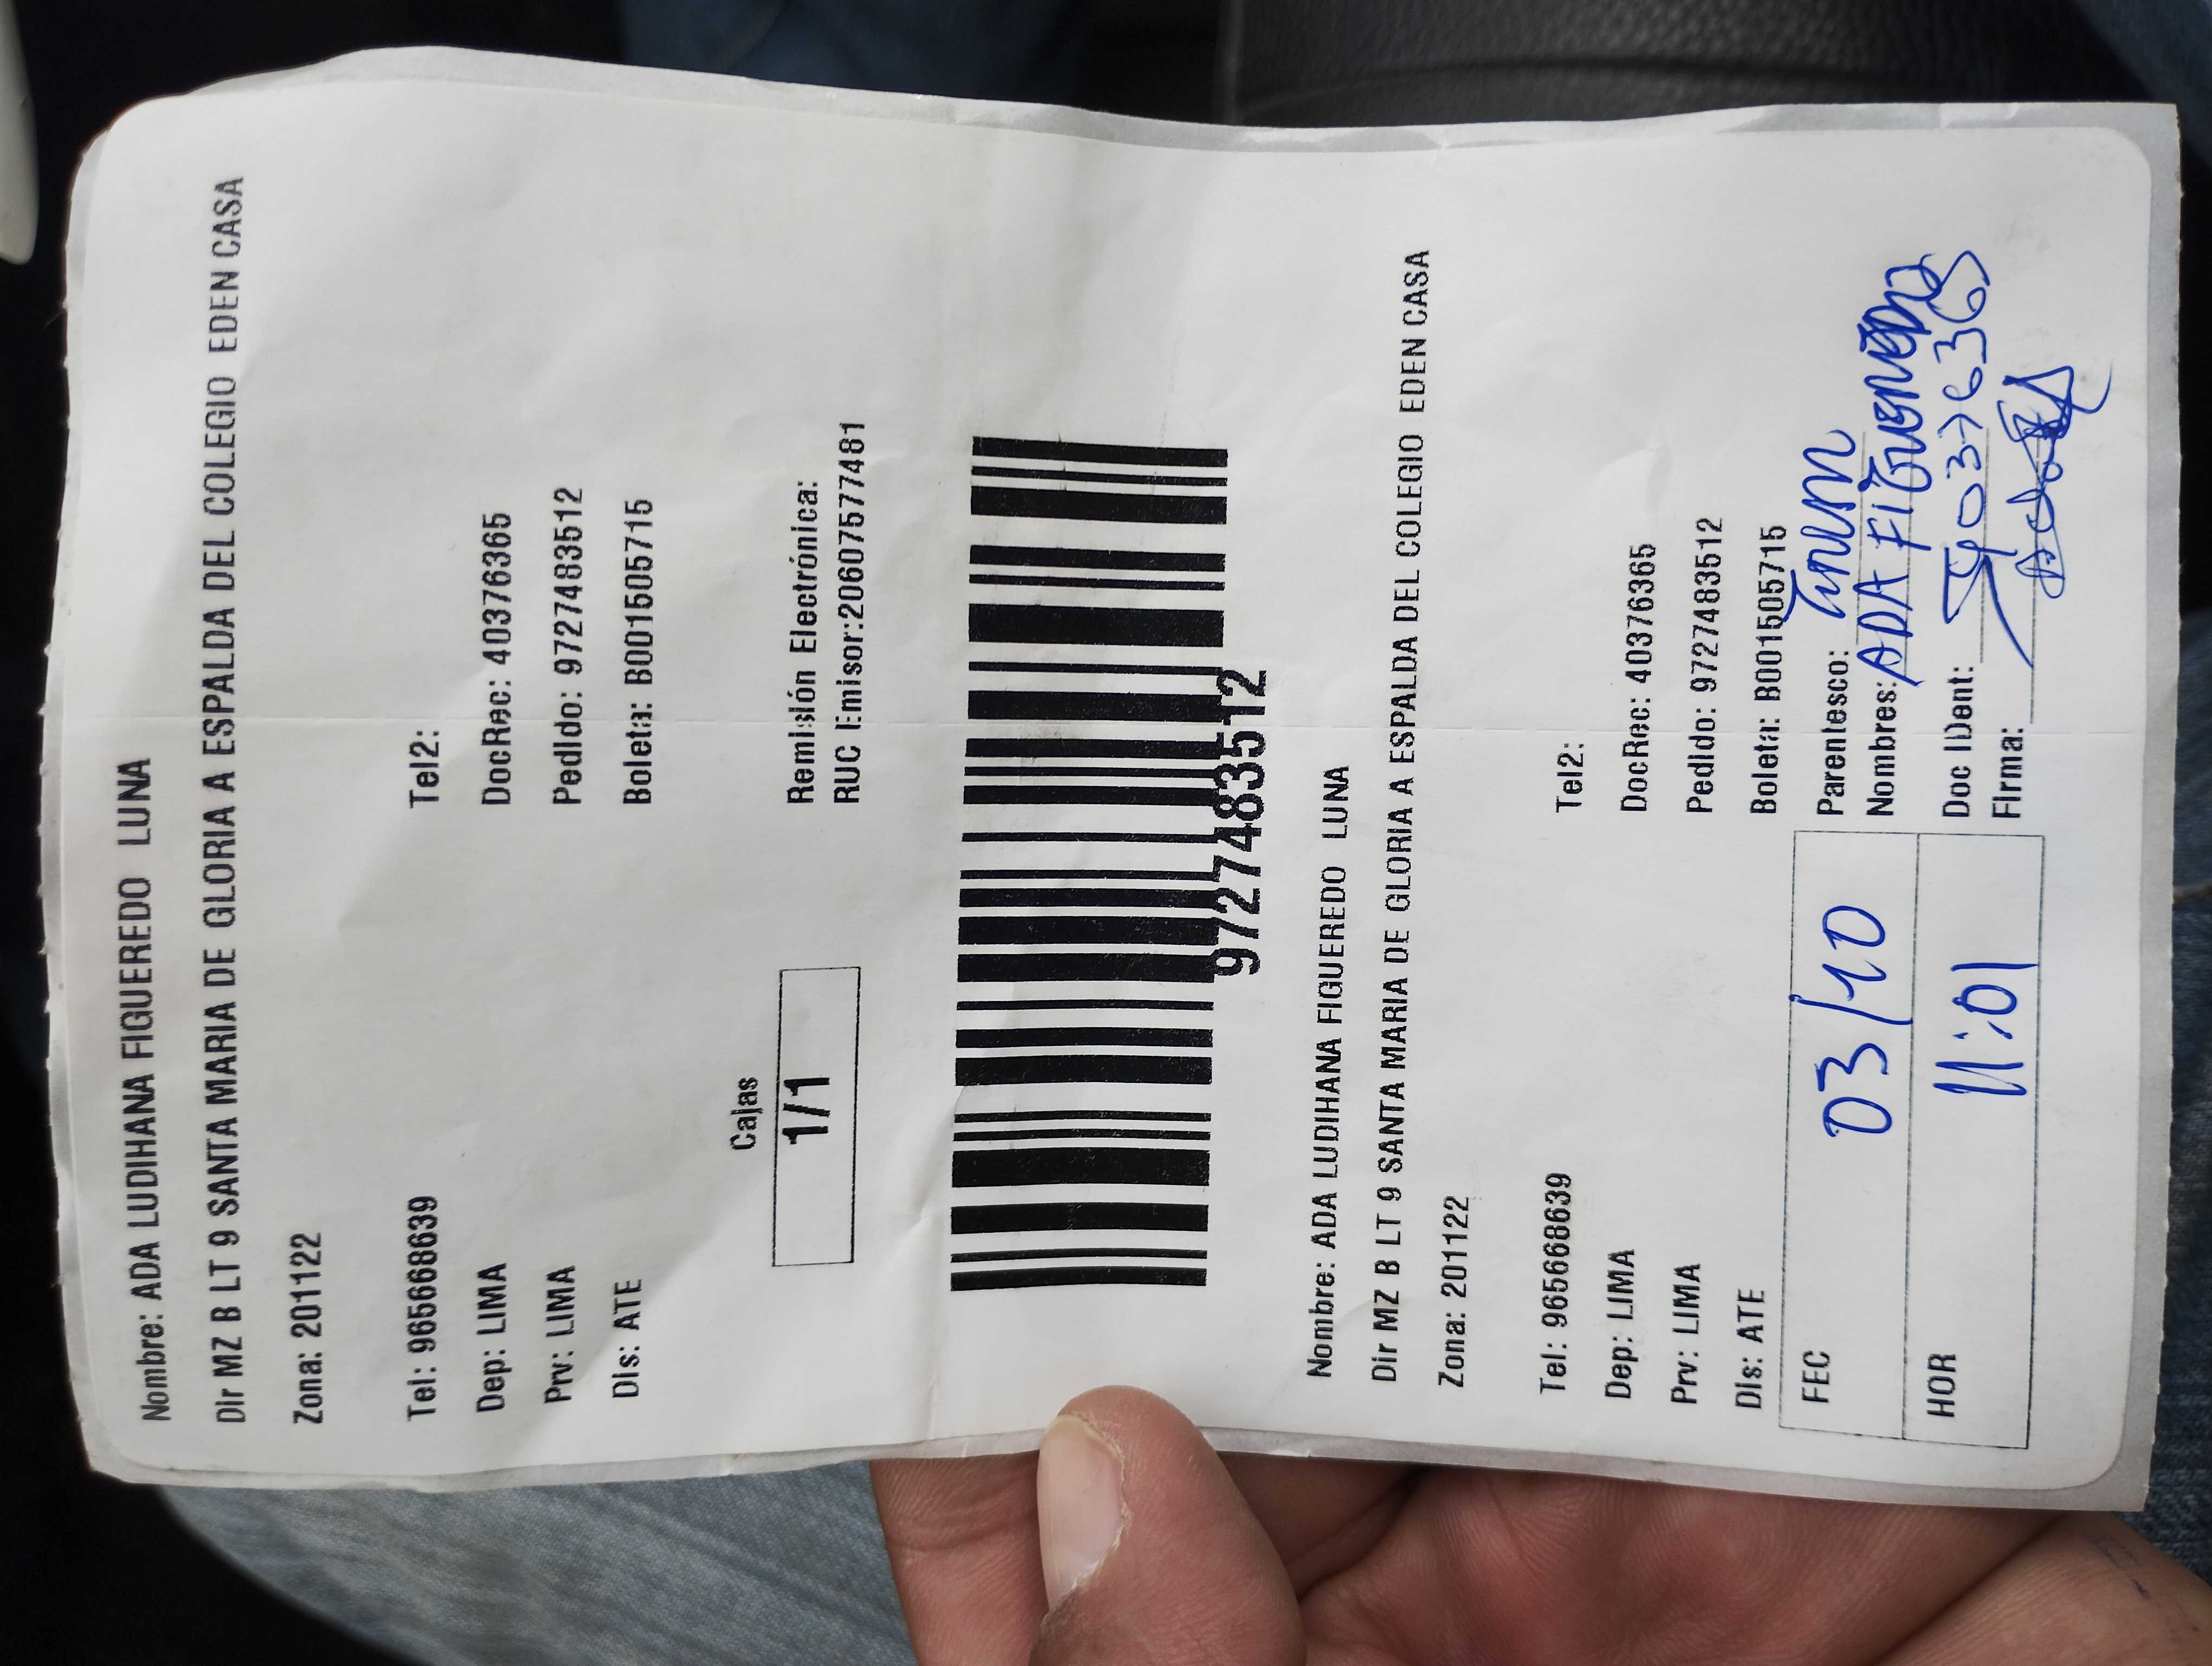 Nombre: ADA LUDIHANA FIGUEREDO LUNA
Dir MZ B LT 9 SANTA MARIA DE GLORIA A ESPALDA DEL COLEGIO EDEN CASA
Zona: 201122
Tel: 965668639 Tel2:
Dep: LIMA DocRec: 40376365
Prv: LIMA Pedido: 9727483512
Dis: ATE Boleta: B001505715
Cajas
1/1
Remisión Electrónica:
RUC Emisor:20607577481
9727483512
Nombre: ADA LUDIHANA FIGUEREDO LUNA
Dir MZ B LT 9 SANTA MARIA DE GLORIA A ESPALDA DEL COLEGIO EDEN CASA
Zona: 201122
Tel: 965668639 Tel2:
Dep: LIMA DocRec: 40376365
Prv: LIMA Pedido: 9727483512
Dis: ATE Boleta: B001505715
FEC 03/10 Parentesco:
Nombres: ADA FIGUEREDO
HOR 11:01 Doc IDent: 40376365
Firma: